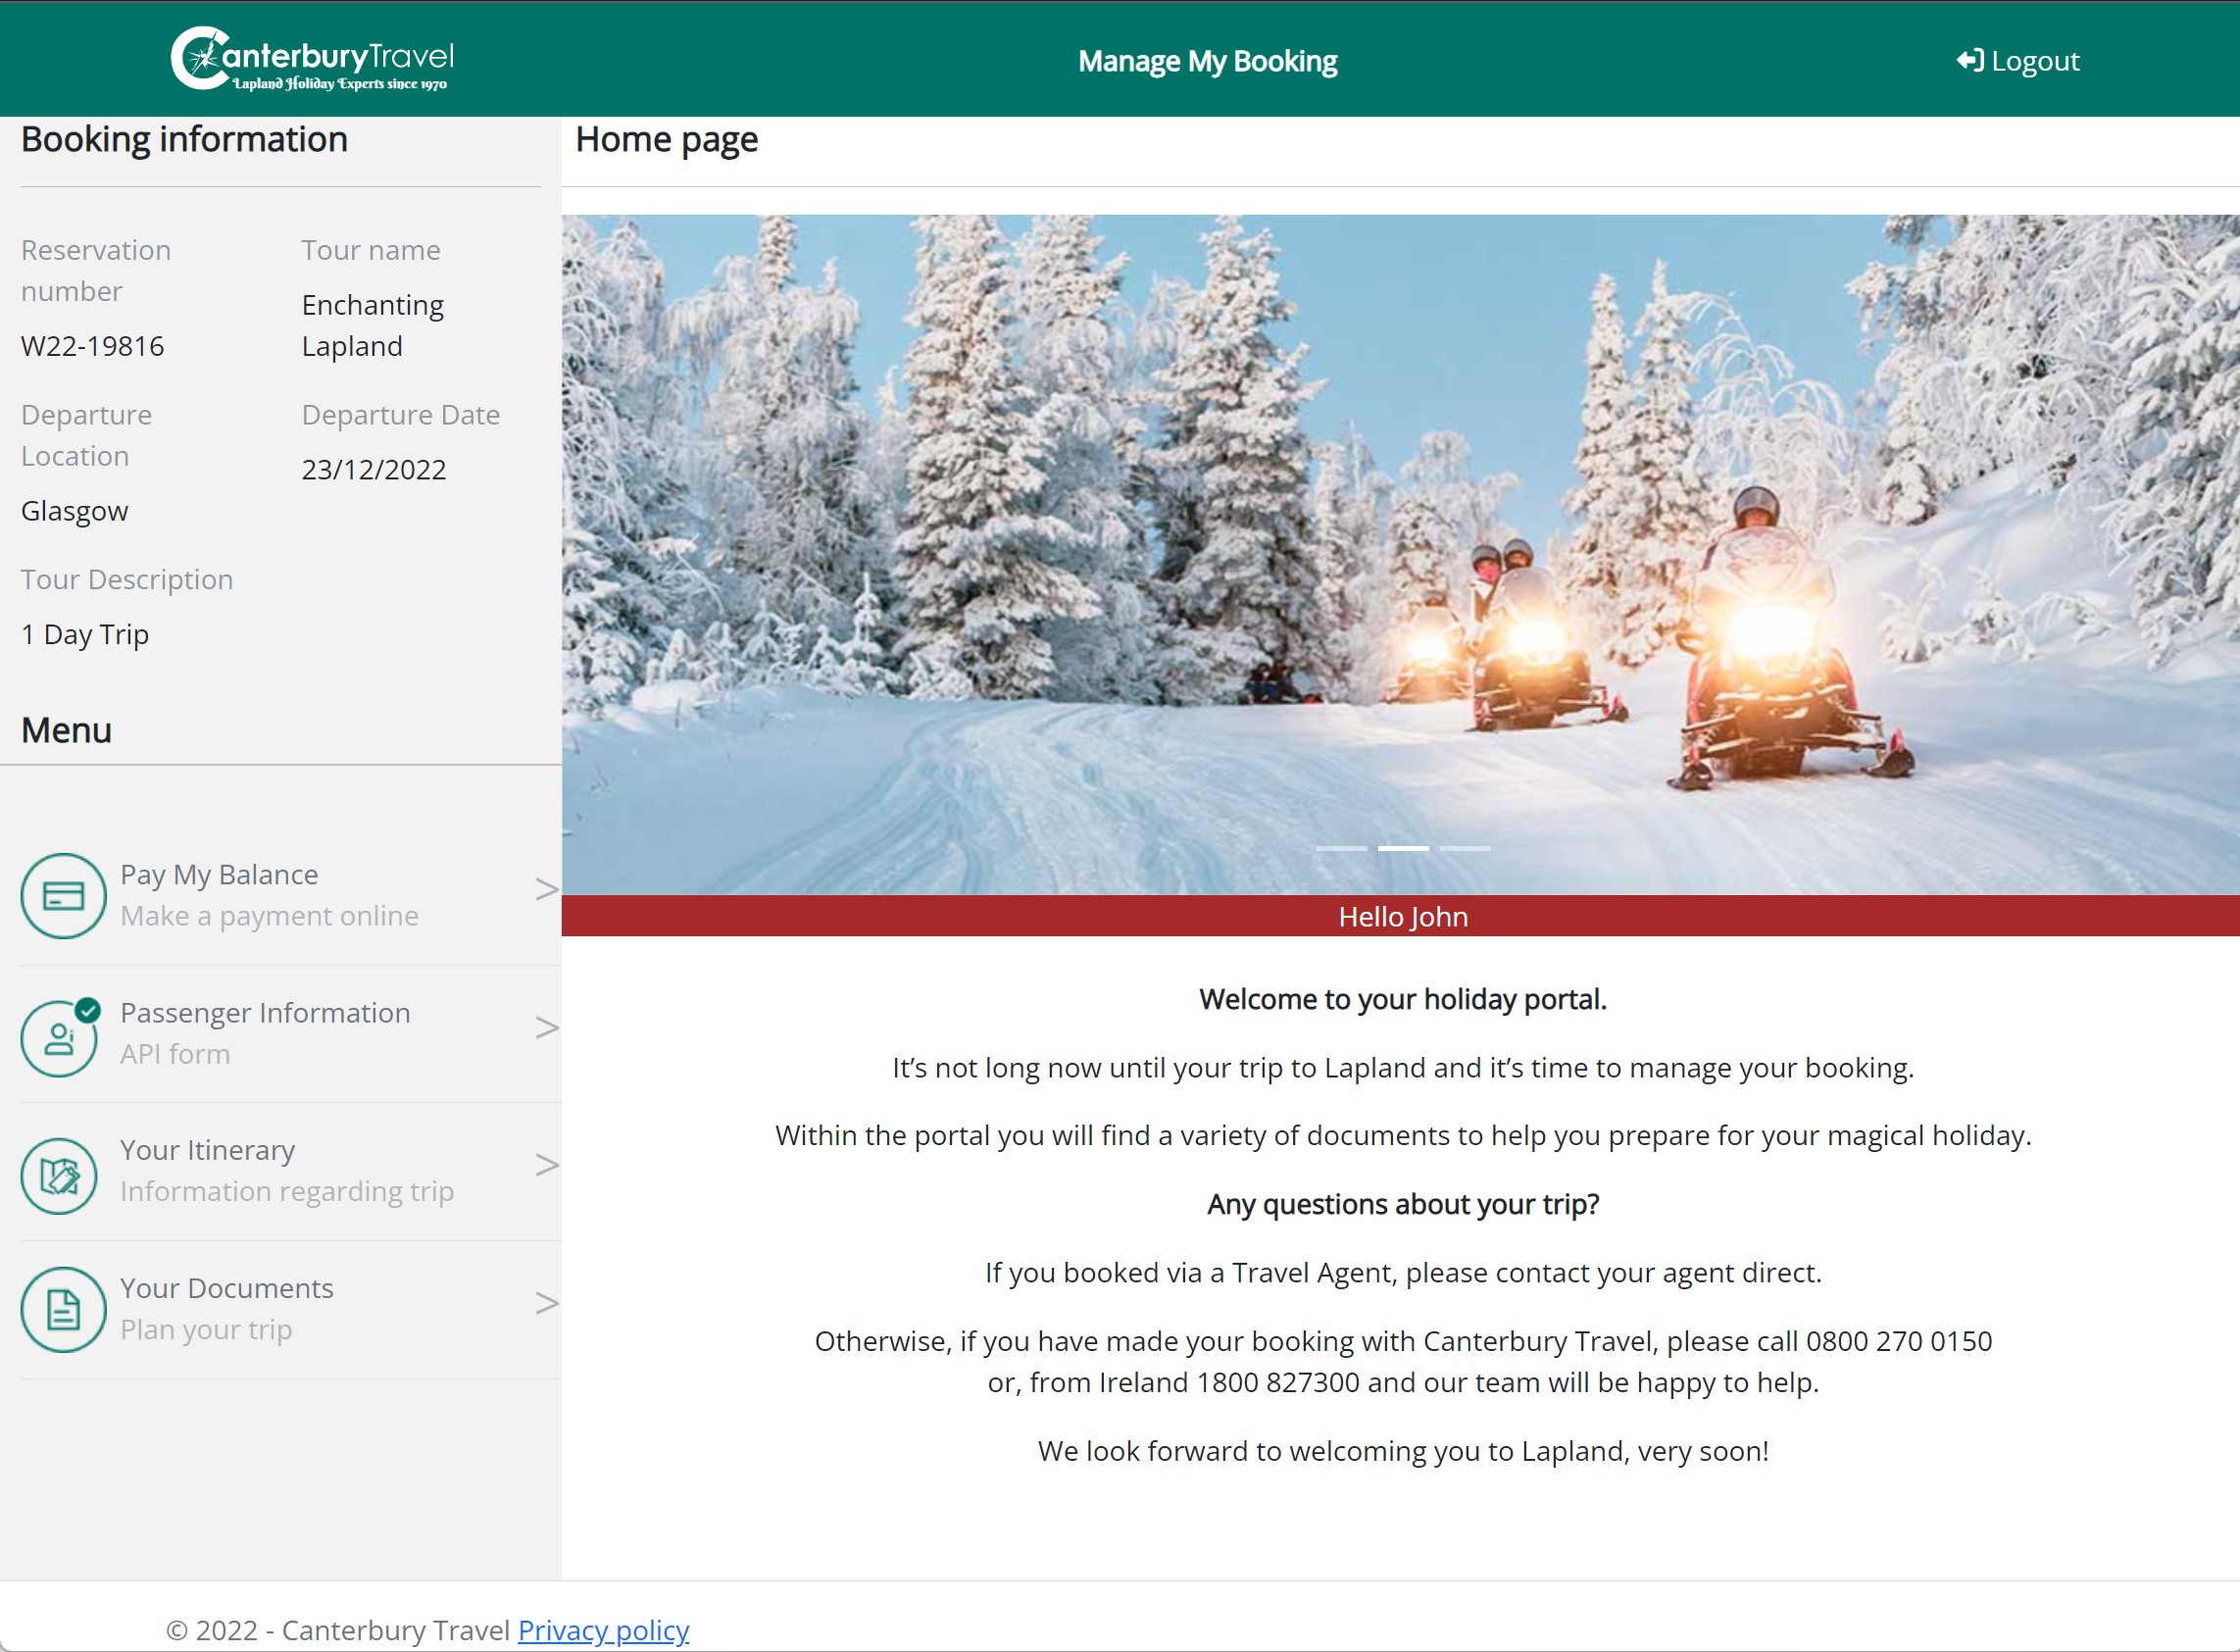 CanterburyTravel
Lapland Holiday Experts since 1970
Manage My Booking
Logout
Booking information
Reservation
number
W22-19816
Tour name
Enchanting
Lapland
Departure
Location
Glasgow
Departure Date
23/12/2022
Tour Description
1 Day Trip
Menu
Pay My Balance
Make a payment online
>
Passenger Information
API form
>
Your Itinerary
Information regarding trip
>
Your Documents
Plan your trip
>
Home page
Hello John
Welcome to your holiday portal.
It’s not long now until your trip to Lapland and it’s time to manage your booking.
Within the portal you will find a variety of documents to help you prepare for your magical holiday.
Any questions about your trip?
If you booked via a Travel Agent, please contact your agent direct.
Otherwise, if you have made your booking with Canterbury Travel, please call 0800 270 0150
or, from Ireland 1800 827300 and our team will be happy to help.
We look forward to welcoming you to Lapland, very soon!
© 2022 - Canterbury Travel Privacy policy